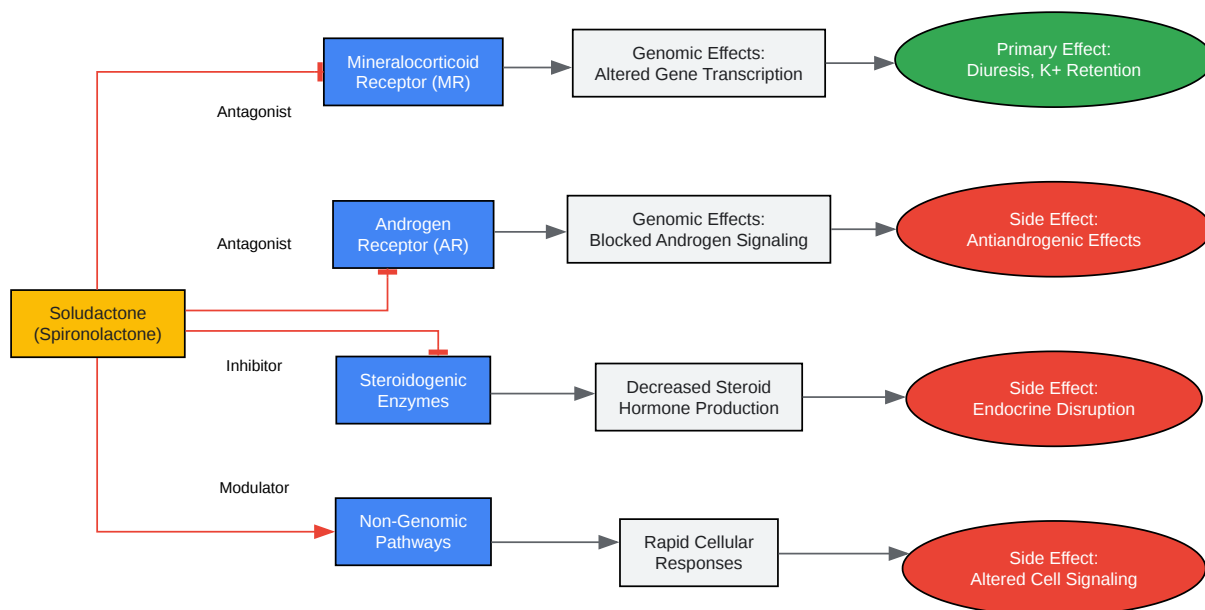 Mineralocorticoid
Receptor (MR)
Genomic Effects:
Altered Gene Transcription
Primary Effect:
Diuresis, K+ Retention
Antagonist
Androgen
Receptor (AR)
Genomic Effects:
Blocked Androgen Signaling
Side Effect:
Antiandrogenic Effects
Antagonist
Soludactone
(Spironolactone)
Inhibitor
Steroidogenic
Enzymes
Decreased Steroid
Hormone Production
Side Effect:
Endocrine Disruption
Modulator
Non-Genomic
Pathways
Rapid Cellular
Responses
Side Effect:
Altered Cell Signaling